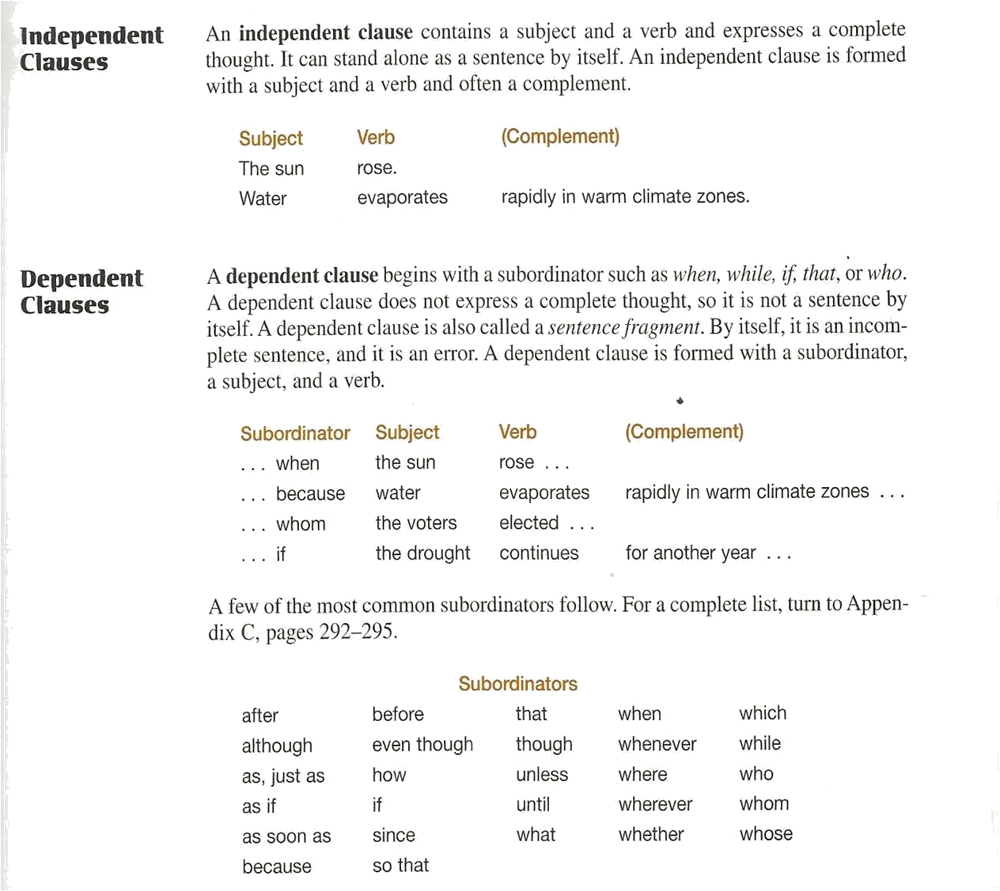 Independent
Clauses
An independent clause contains a subject and a verb and expresses a complete
thought. It can stand alone as a sentence by itself. An independent clause is formed
with a subject and a verb and often a complement.
Subject Verb (Complement)
The sun rose.
Water evaporates rapidly in warm climate zones.
Dependent
Clauses
A dependent clause begins with a subordinator such as when, while, if, that, or who.
A dependent clause does not express a complete thought, so it is not a sentence by
itself. A dependent clause is also called a sentence fragment. By itself, it is an incom-
plete sentence, and it is an error. A dependent clause is formed with a subordinator,
a subject, and a verb.
Subordinator Subject Verb (Complement)
... when the sun rose ...
... because water evaporates rapidly in warm climate zones ...
... whom the voters elected ...
... if the drought continues for another year ...
A few of the most common subordinators follow. For a complete list, turn to Appen-
dix C, pages 292–295.
Subordinators
after before that when which
although even though though whenever while
as, just as how unless where who
as if if until wherever whom
as soon as since what whether whose
because so that